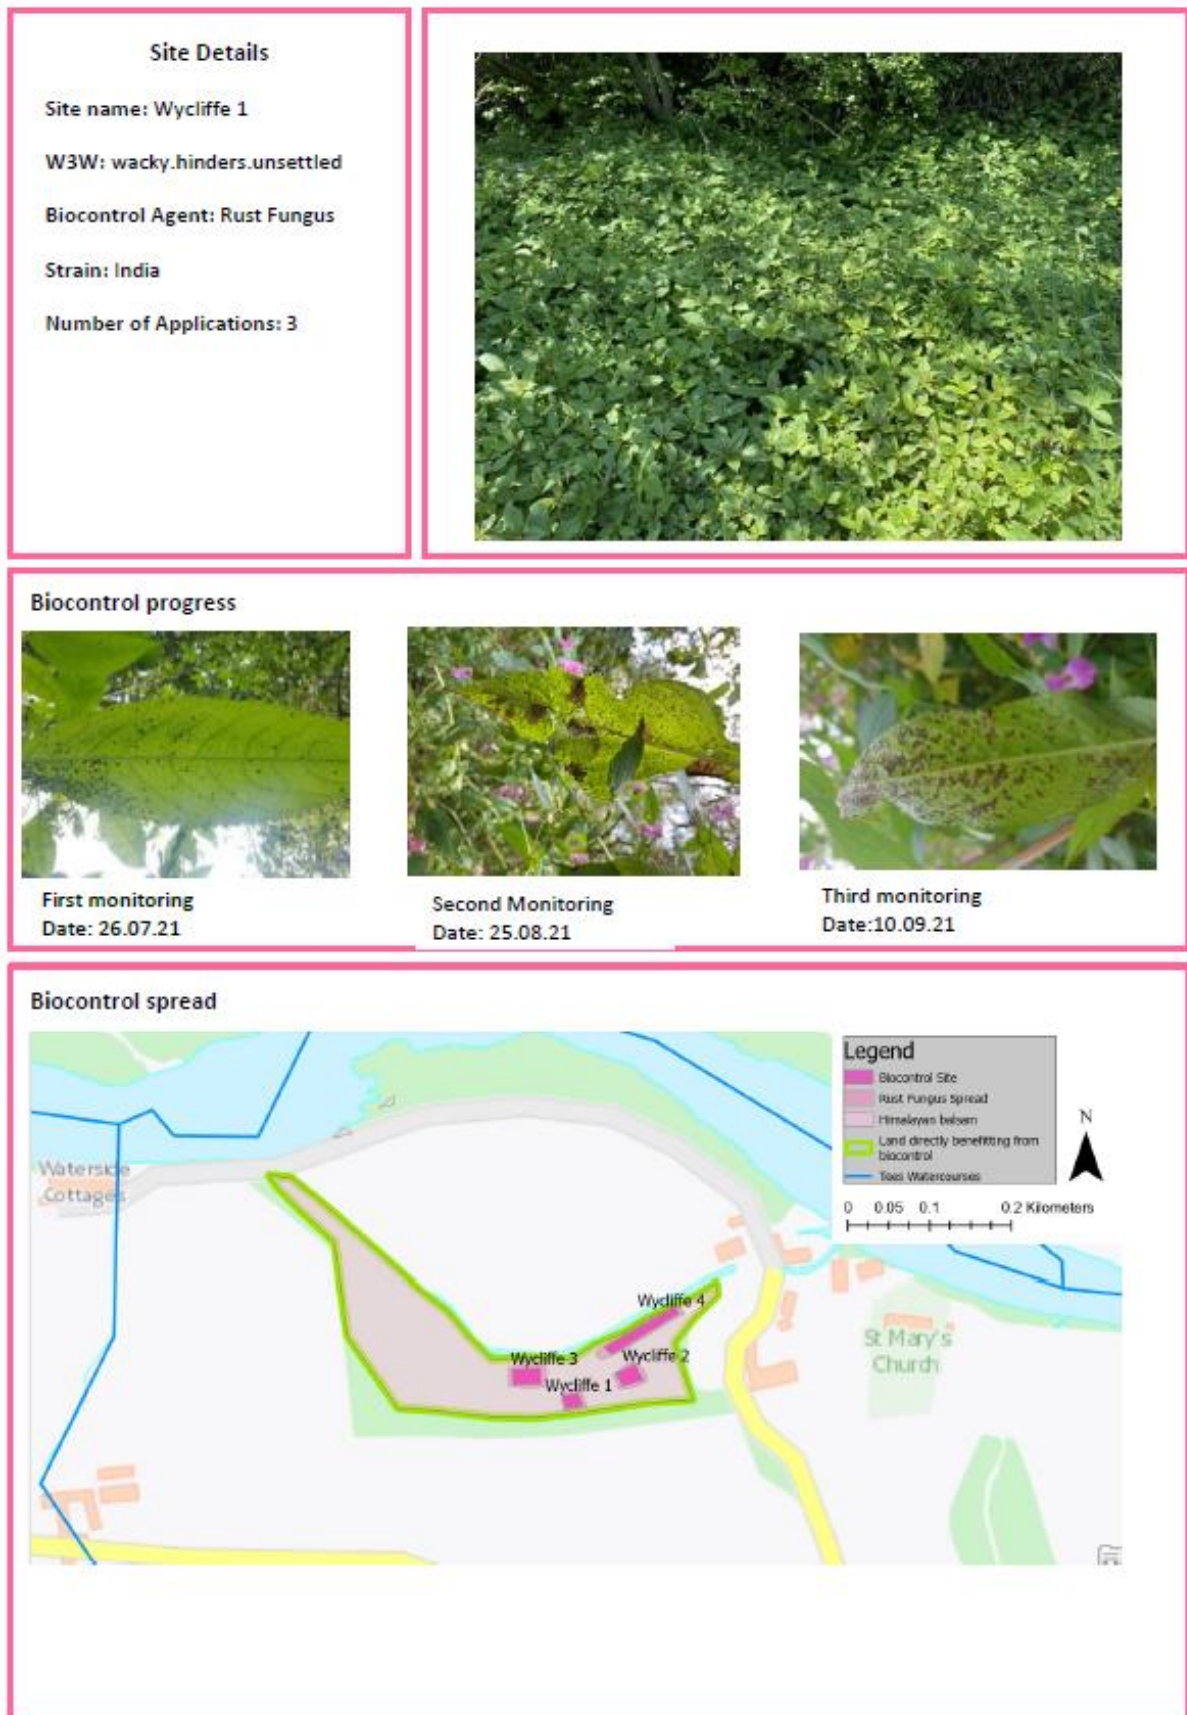 Site Details
Site name: Wycliffe 1
W3W: wacky.hinders.unsettled
Biocontrol Agent: Rust Fungus
Strain: India
Number of Applications: 3
Biocontrol progress
First monitoring
Date: 26.07.21
Second Monitoring
Date: 25.08.21
Third monitoring
Date:10.09.21
Biocontrol spread
Legend
Biocontrol Site
Rust Fungus Spread
Himalayan balsam
Land directly benefitting from
biocontrol
Tees Watercourses
N
0 0.05 0.1 0.2 Kilometers
Waterside
Cottages
Wycliffe 4
Wycliffe 3
Wycliffe 2
Wycliffe 1
St Mary's
Church